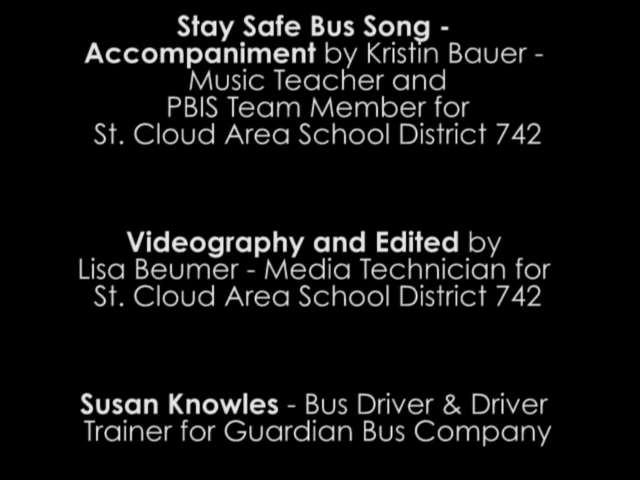 Stay Safe Bus Song -
Accompaniment by Kristin Bauer -
Music Teacher and
PBIS Team Member for
St. Cloud Area School District 742
Videography and Edited by
Lisa Beumer - Media Technician for
St. Cloud Area School District 742
Susan Knowles - Bus Driver & Driver
Trainer for Guardian Bus Company